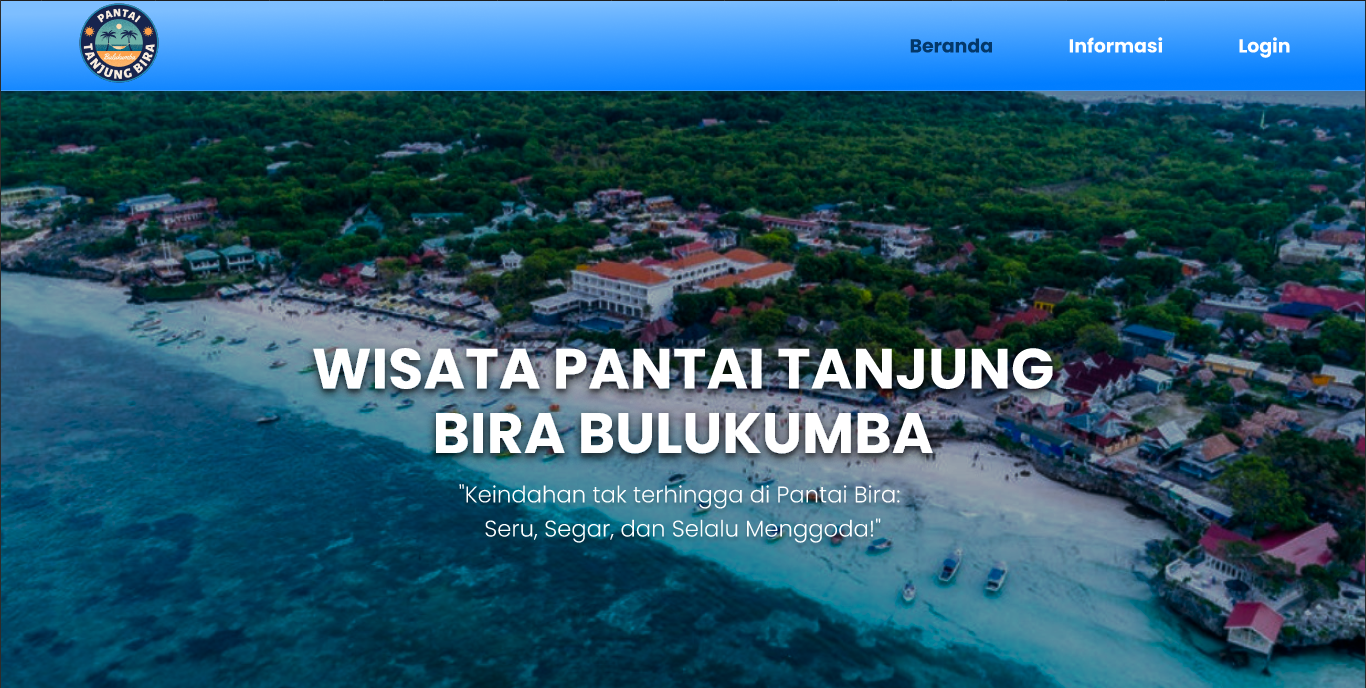 PANTAI
Bulukumba
TANJUNG BIRA
Beranda
Informasi
Login
WISATA PANTAI TANJUNG
BIRA BULUKUMBA
"Keindahan tak terhingga di Pantai Bira:
Seru, Segar, dan Selalu Menggoda!"